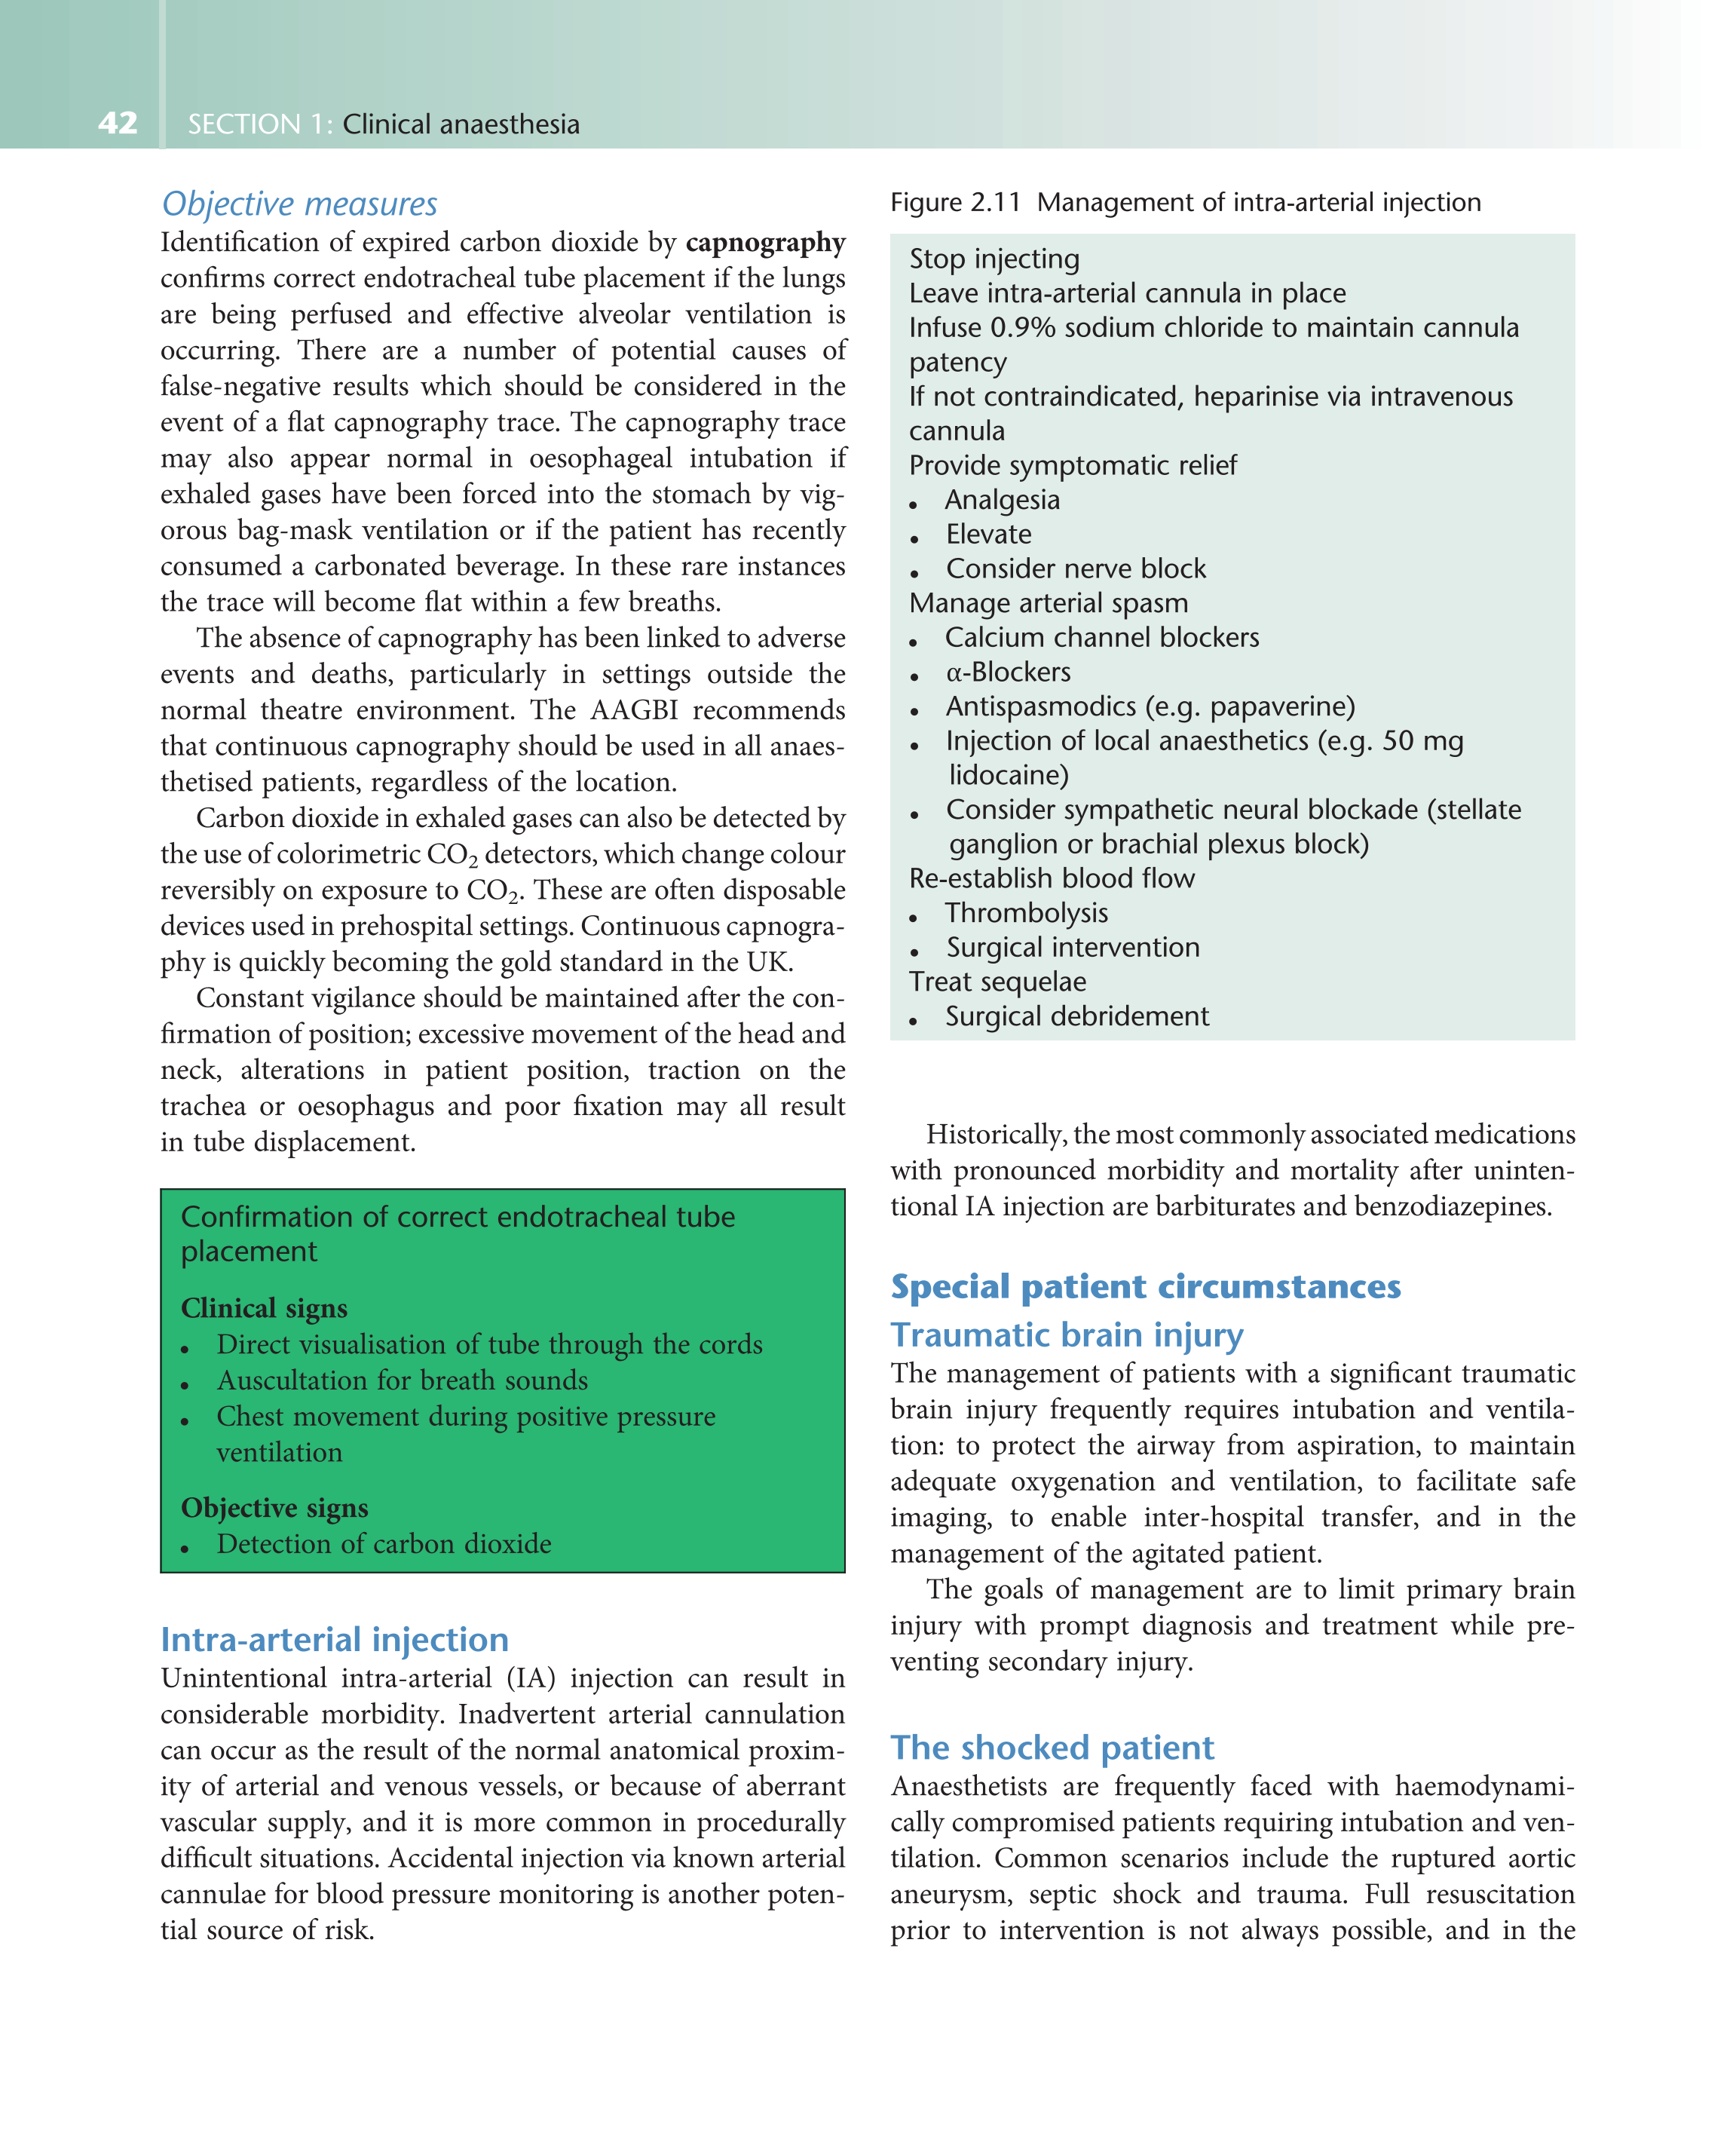 42 SECTION 1: Clinical anaesthesia
Objective measures
Identification of expired carbon dioxide by capnography
confirms correct endotracheal tube placement if the lungs
are being perfused and effective alveolar ventilation is
occurring. There are a number of potential causes of
false-negative results which should be considered in the
event of a flat capnography trace. The capnography trace
may also appear normal in oesophageal intubation if
exhaled gases have been forced into the stomach by vig-
orous bag-mask ventilation or if the patient has recently
consumed a carbonated beverage. In these rare instances
the trace will become flat within a few breaths.
The absence of capnography has been linked to adverse
events and deaths, particularly in settings outside the
normal theatre environment. The AAGBI recommends
that continuous capnography should be used in all anaes-
thetised patients, regardless of the location.
Carbon dioxide in exhaled gases can also be detected by
the use of colorimetric CO₂ detectors, which change colour
reversibly on exposure to CO₂. These are often disposable
devices used in prehospital settings. Continuous capnogra-
phy is quickly becoming the gold standard in the UK.
Constant vigilance should be maintained after the con-
firmation of position; excessive movement of the head and
neck, alterations in patient position, traction on the
trachea or oesophagus and poor fixation may all result
in tube displacement.
Confirmation of correct endotracheal tube
placement
Clinical signs
• Direct visualisation of tube through the cords
• Auscultation for breath sounds
• Chest movement during positive pressure
ventilation
Objective signs
• Detection of carbon dioxide
Intra-arterial injection
Unintentional intra-arterial (IA) injection can result in
considerable morbidity. Inadvertent arterial cannulation
can occur as the result of the normal anatomical proxim-
ity of arterial and venous vessels, or because of aberrant
vascular supply, and it is more common in procedurally
difficult situations. Accidental injection via known arterial
cannulae for blood pressure monitoring is another poten-
tial source of risk.
Figure 2.11 Management of intra-arterial injection
Stop injecting
Leave intra-arterial cannula in place
Infuse 0.9% sodium chloride to maintain cannula
patency
If not contraindicated, heparinise via intravenous
cannula
Provide symptomatic relief
• Analgesia
• Elevate
• Consider nerve block
Manage arterial spasm
• Calcium channel blockers
• α-Blockers
• Antispasmodics (e.g. papaverine)
• Injection of local anaesthetics (e.g. 50 mg
lidocaine)
• Consider sympathetic neural blockade (stellate
ganglion or brachial plexus block)
Re-establish blood flow
• Thrombolysis
• Surgical intervention
Treat sequelae
• Surgical debridement
Historically, the most commonly associated medications
with pronounced morbidity and mortality after uninten-
tional IA injection are barbiturates and benzodiazepines.
Special patient circumstances
Traumatic brain injury
The management of patients with a significant traumatic
brain injury frequently requires intubation and ventila-
tion: to protect the airway from aspiration, to maintain
adequate oxygenation and ventilation, to facilitate safe
imaging, to enable inter-hospital transfer, and in the
management of the agitated patient.
The goals of management are to limit primary brain
injury with prompt diagnosis and treatment while pre-
venting secondary injury.
The shocked patient
Anaesthetists are frequently faced with haemodynami-
cally compromised patients requiring intubation and ven-
tilation. Common scenarios include the ruptured aortic
aneurysm, septic shock and trauma. Full resuscitation
prior to intervention is not always possible, and in the